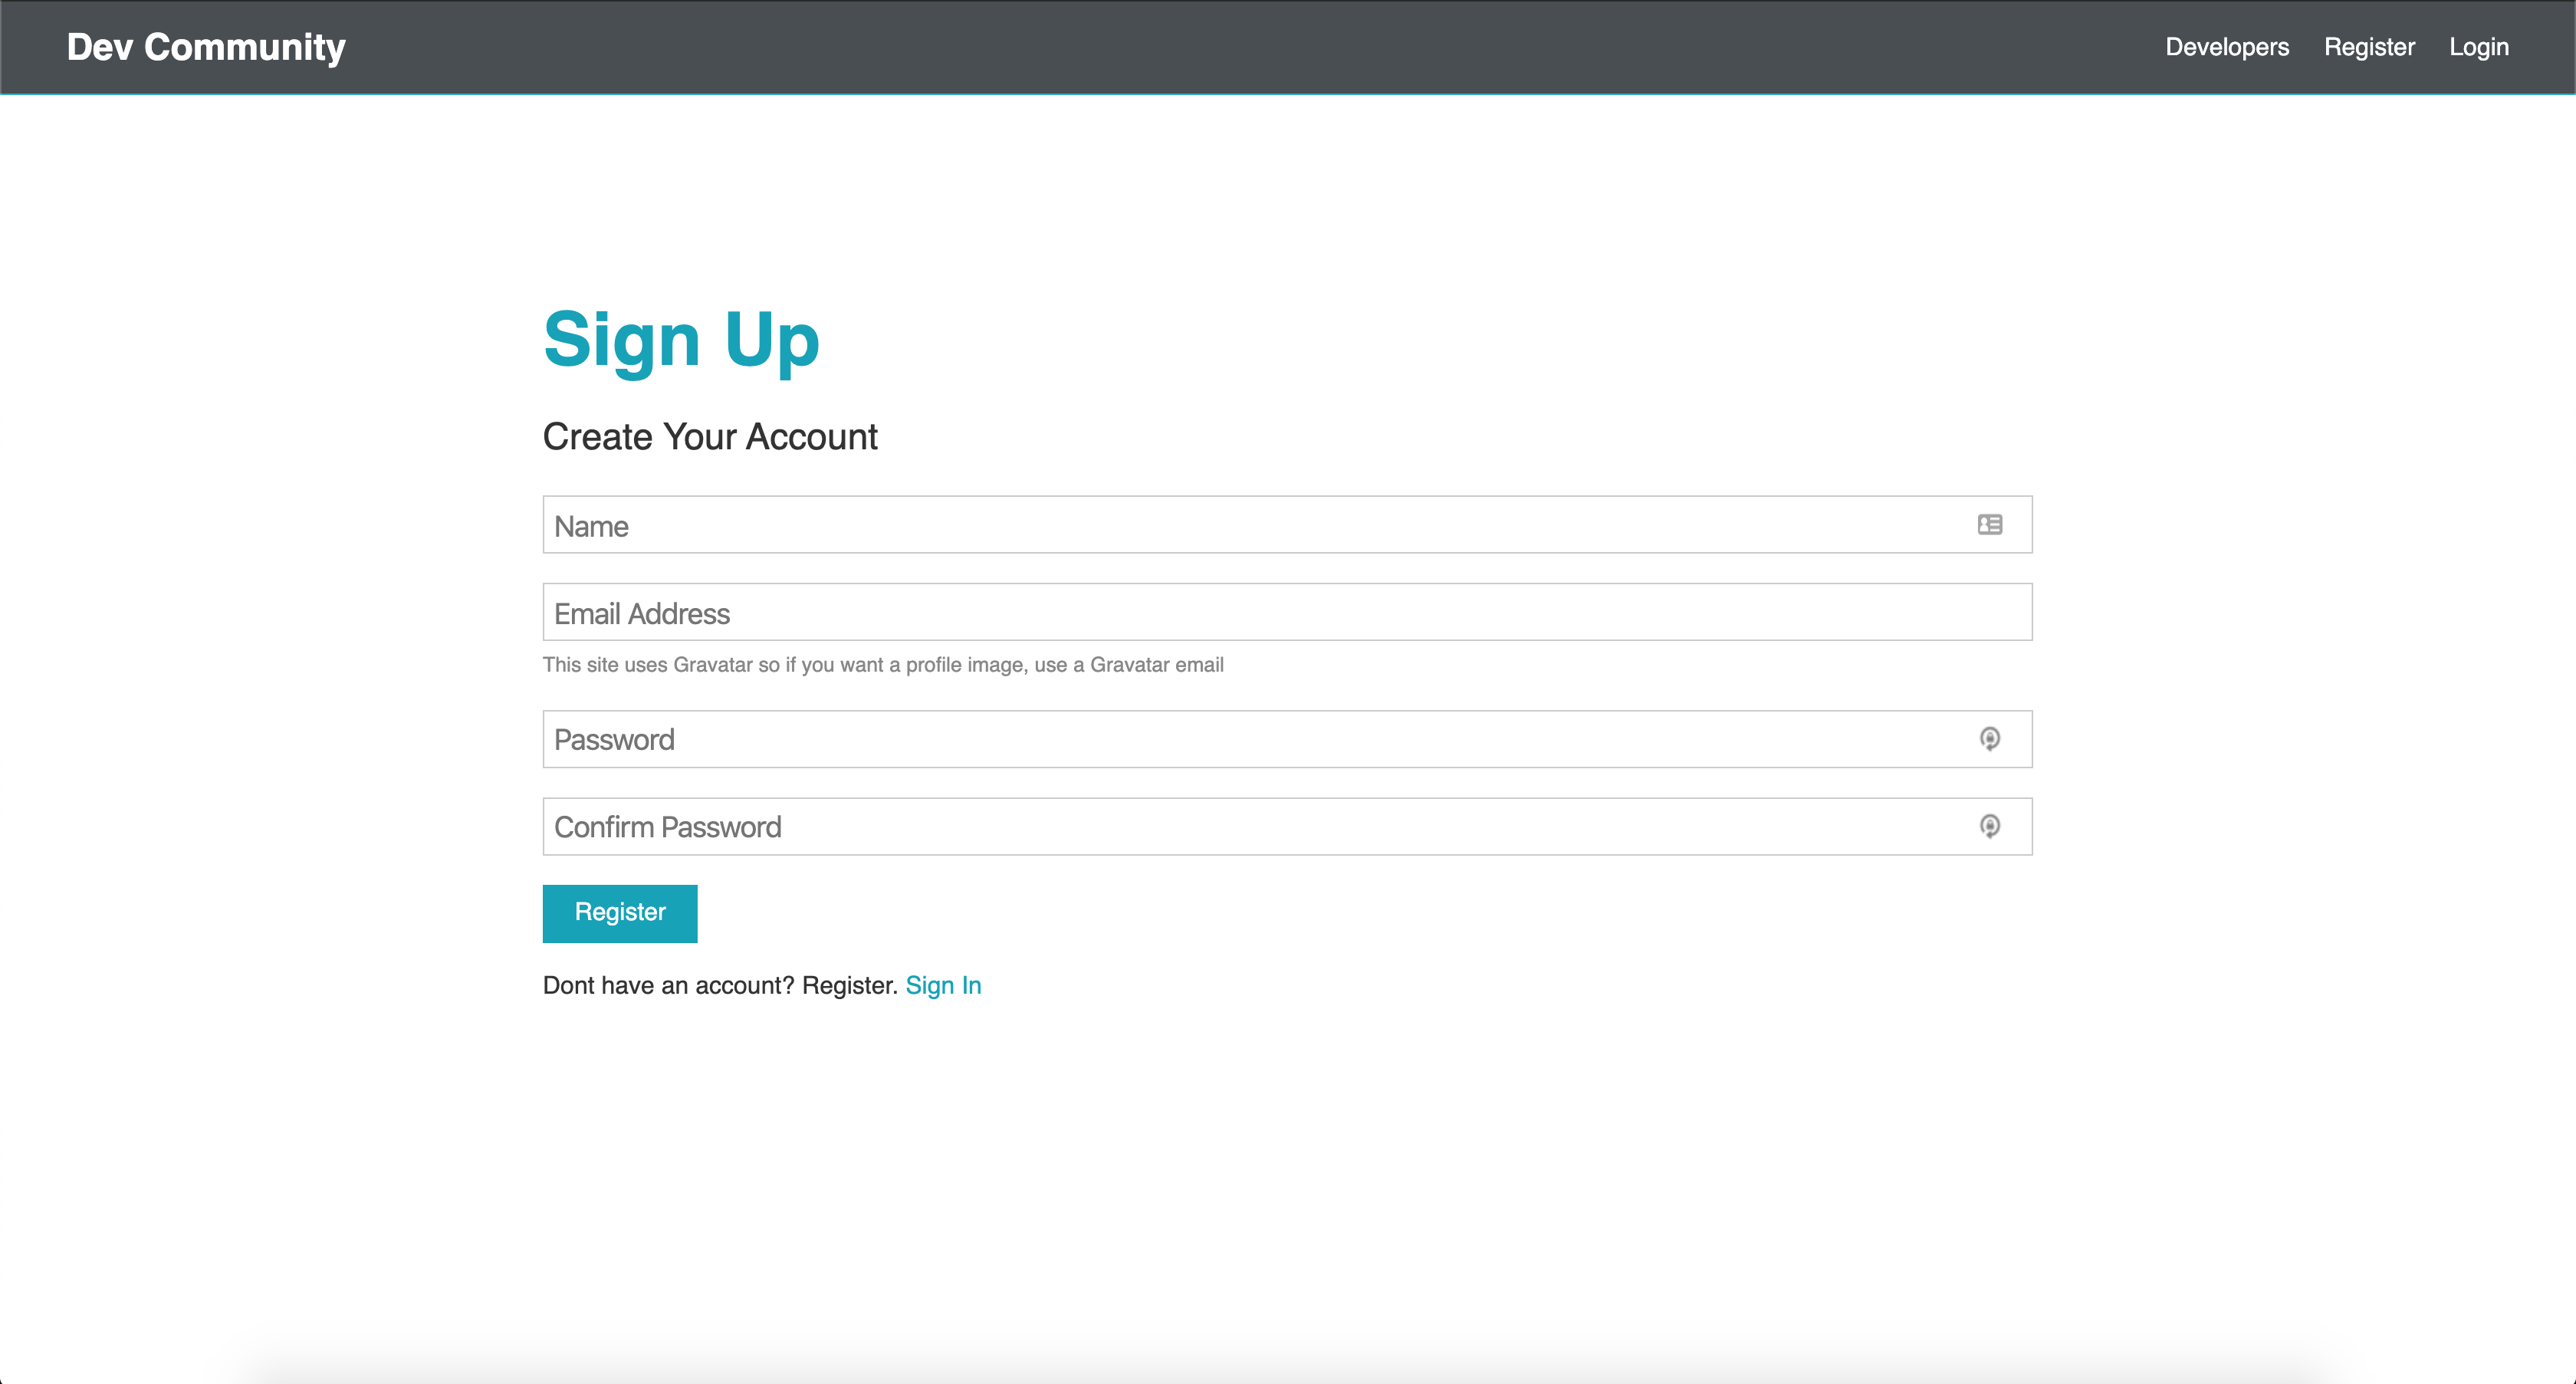 Dev Community
Developers Register Login
Sign Up
Create Your Account
Name
Email Address
This site uses Gravatar so if you want a profile image, use a Gravatar email
Password
Confirm Password
Register
Dont have an account? Register. Sign In